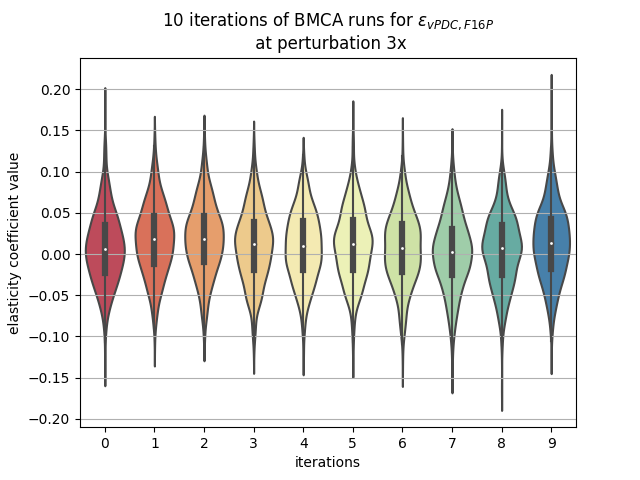 10 iterations of BMCA runs for εvPDC, F16P
at perturbation 3x
elasticity coefficient value
0.20
0.15
0.10
0.05
0.00
−0.05
−0.10
−0.15
−0.20
0 1 2 3 4 5 6 7 8 9
iterations